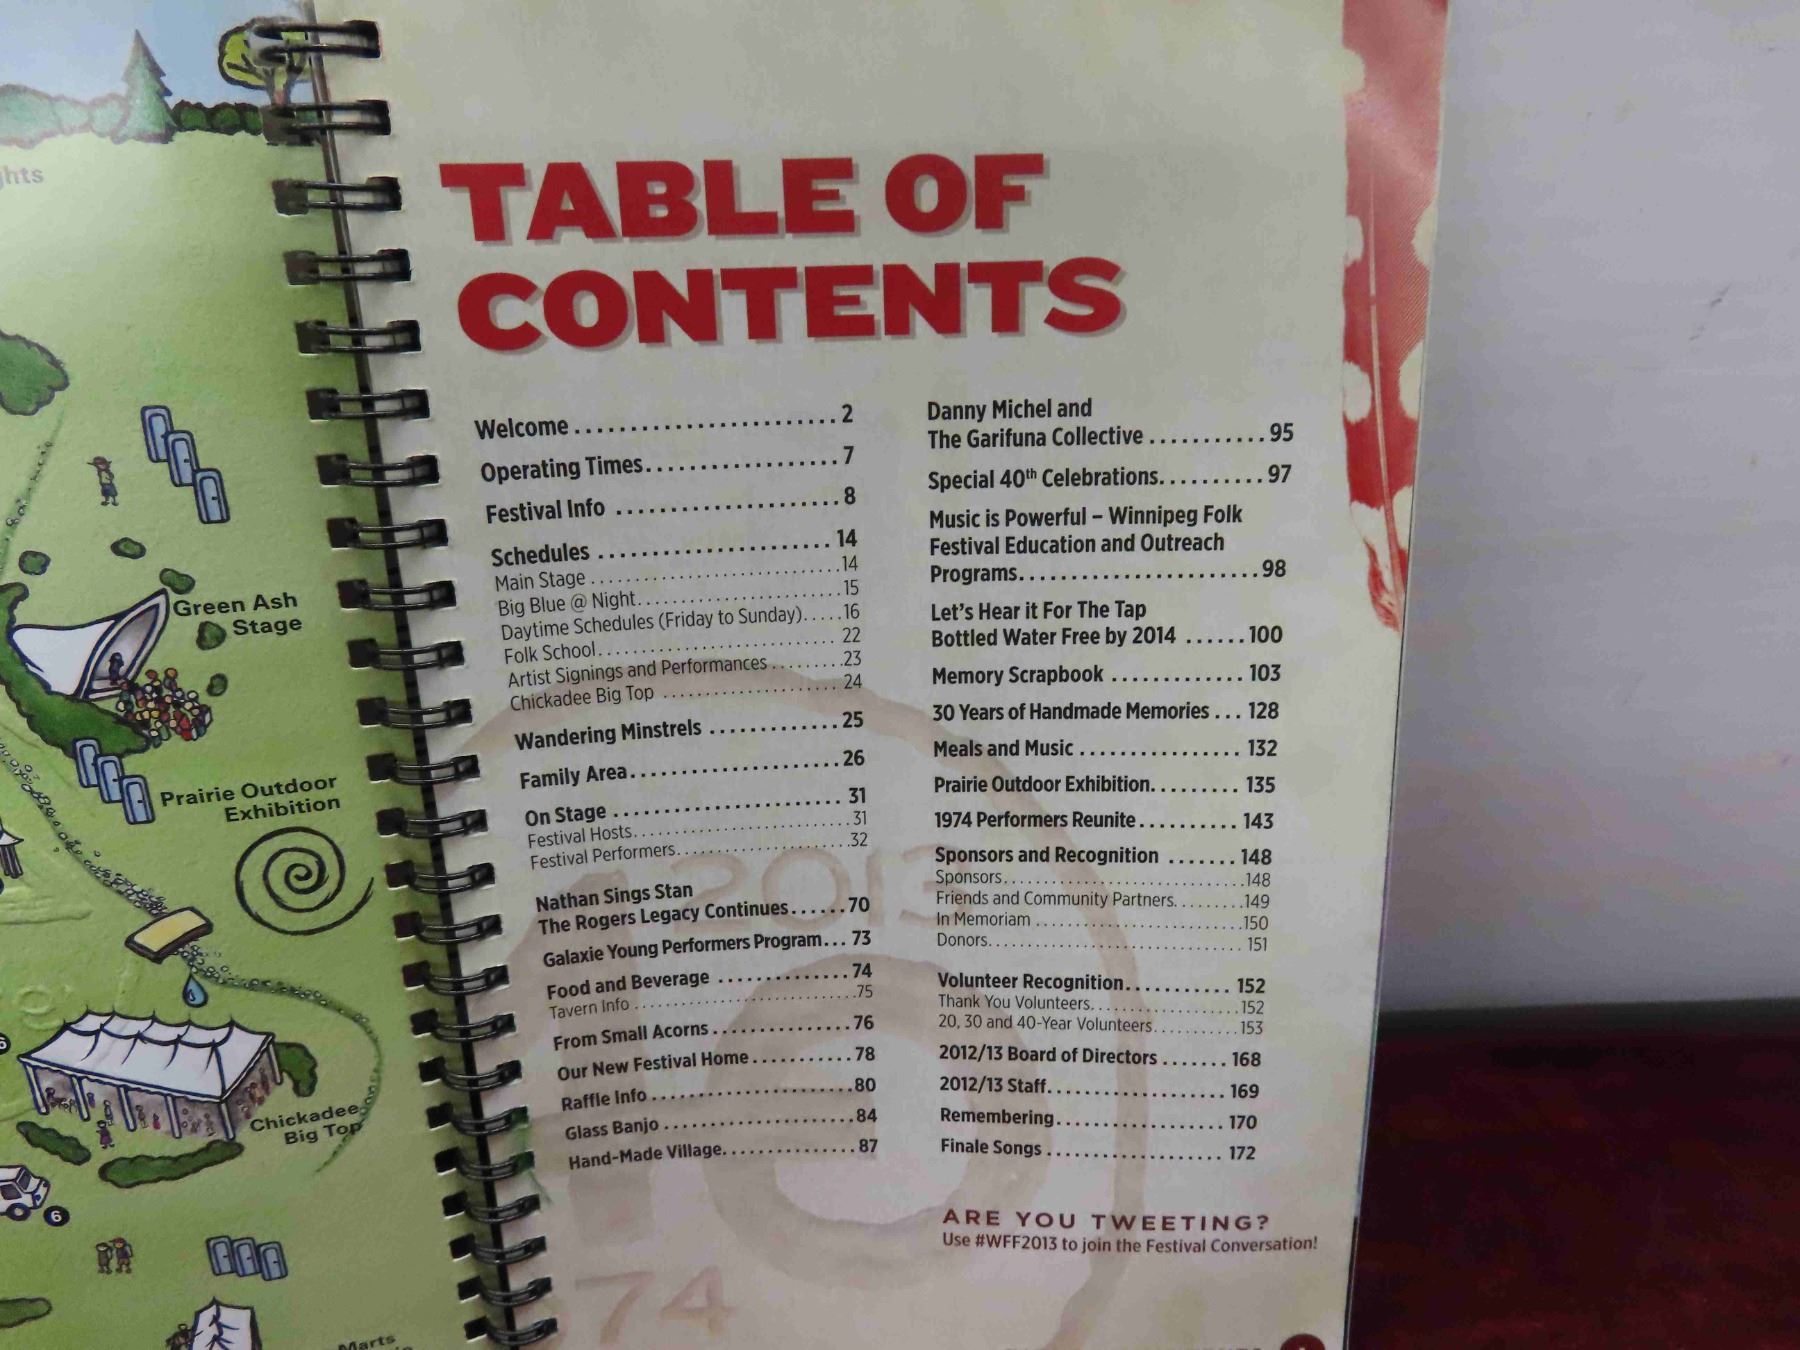 ghts
Green Ash
Stage
Prairie Outdoor
Exhibition
Chickadee
Big Top
6
TABLE OF
CONTENTS
Welcome ........................ 2
Operating Times.................. 7
Festival Info .................... 8
Schedules ..................... 14
Main Stage ......................... 14
Big Blue @ Night.................... 15
Daytime Schedules (Friday to Sunday)..... 16
Folk School......................... 22
Artist Signings and Performances ........ 23
Chickadee Big Top .................. 24
Wandering Minstrels ............ 25
Family Area................... 26
On Stage ..................... 31
Festival Hosts....................... 31
Festival Performers.................. 32
Nathan Sings Stan
The Rogers Legacy Continues...... 70
Galaxie Young Performers Program... 73
Food and Beverage ............. 74
Tavern Info ........................ 75
From Small Acorns .............. 76
Our New Festival Home .......... 78
Raffle Info .................... 80
Glass Banjo ................... 84
Hand-Made Village.............. 87
Danny Michel and
The Garifuna Collective ........... 95
Special 40th Celebrations.......... 97
Music is Powerful – Winnipeg Folk
Festival Education and Outreach
Programs....................... 98
Let's Hear it For The Tap
Bottled Water Free by 2014 ...... 100
Memory Scrapbook ............ 103
30 Years of Handmade Memories ... 128
Meals and Music ................ 132
Prairie Outdoor Exhibition......... 135
1974 Performers Reunite.......... 143
Sponsors and Recognition ....... 148
Sponsors.......................... 148
Friends and Community Partners......... 149
In Memoriam ...................... 150
Donors............................ 151
Volunteer Recognition........... 152
Thank You Volunteers................. 152
20, 30 and 40-Year Volunteers............ 153
2012/13 Board of Directors ....... 168
2012/13 Staff................... 169
Remembering.................. 170
Finale Songs ................... 172
ARE YOU TWEETING?
Use #WFF2013 to join the Festival Conversation!
2013
74